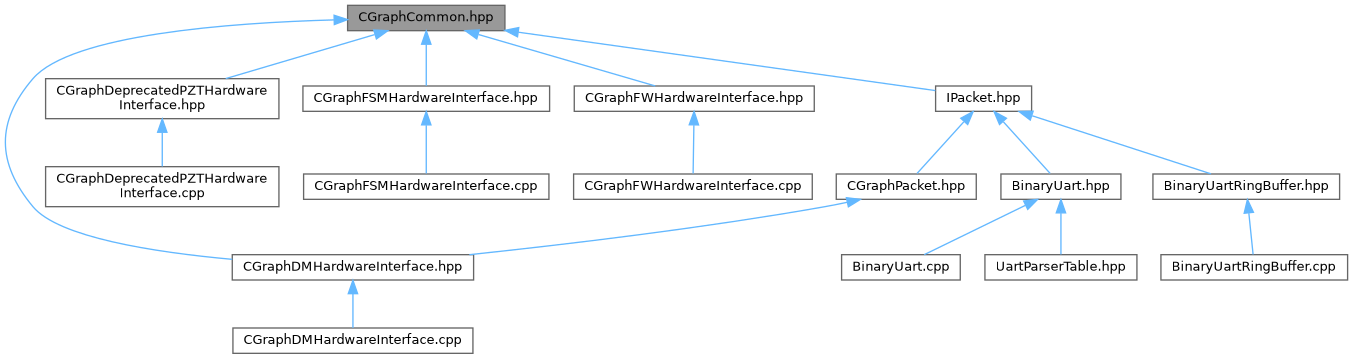 CGraphCommon.hpp
CGraphDeprecatedPZTHardware
Interface.hpp
CGraphFSMHardwareInterface.hpp
CGraphFWHardwareInterface.hpp
IPacket.hpp
CGraphDeprecatedPZTHardware
Interface.cpp
CGraphFSMHardwareInterface.cpp
CGraphFWHardwareInterface.cpp
CGraphPacket.hpp
BinaryUart.hpp
BinaryUartRingBuffer.hpp
CGraphDMHardwareInterface.hpp
BinaryUart.cpp
UartParserTable.hpp
BinaryUartRingBuffer.cpp
CGraphDMHardwareInterface.cpp